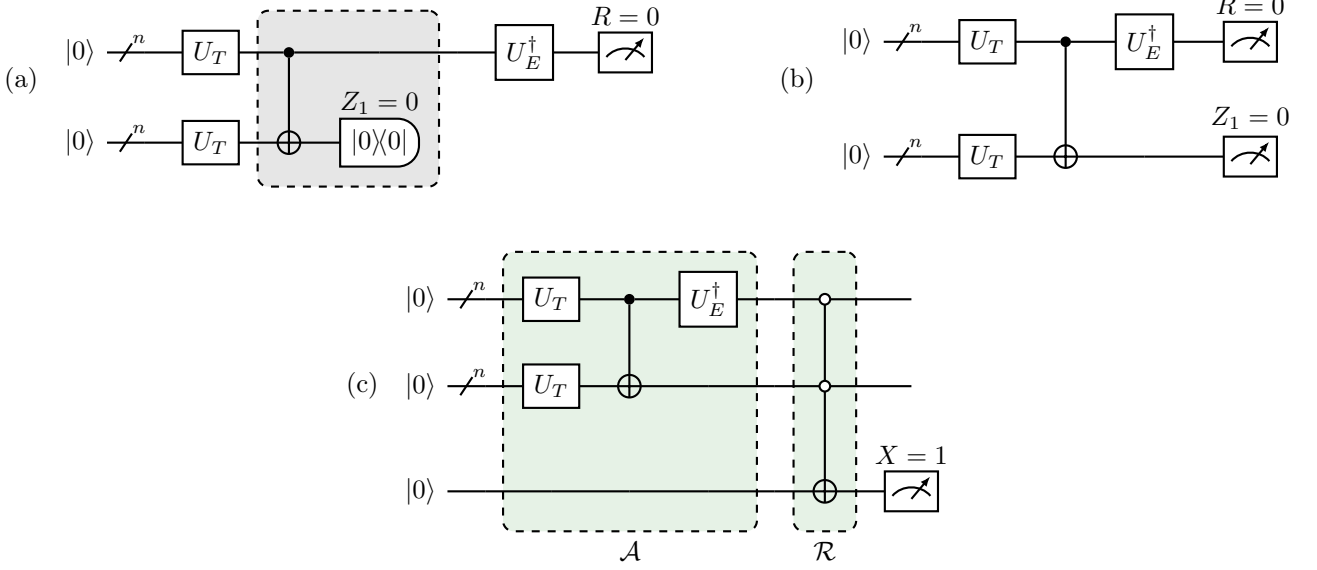 (a)
R = 0
|0⟩ n U_T U_E^†
Z_1 = 0
|0⟩ n U_T |0⟩⟨0|
(b)
R = 0
|0⟩ n U_T U_E^†
Z_1 = 0
|0⟩ n U_T
(c)
|0⟩ n U_T U_E^†
|0⟩ n U_T
X = 1
|0⟩
𝒜 ℛ